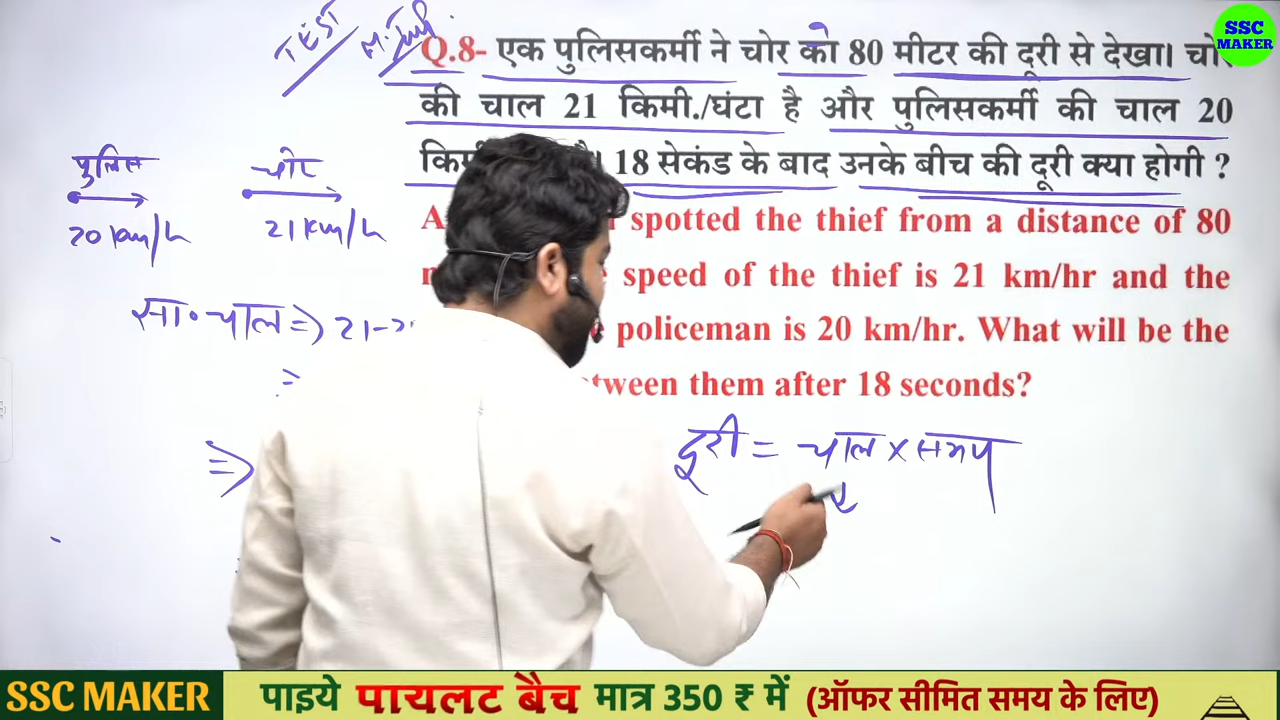 TEST
Q.8- एक पुलिसकर्मी ने चोर को 80 मीटर की दूरी से देखा। चोर
की चाल 21 किमी./घंटा है और पुलिसकर्मी की चाल 20
18 सेकंड के बाद उनके बीच की दूरी क्या होगी ?
A spotted the thief from a distance of 80
speed of the thief is 21 km/hr and the
policeman is 20 km/hr. What will be the
them after 18 seconds?
पुलिस चोर
20 km/h 21 km/h
सा॰ चाल => 21-2
=
=>
दूरी = चाल × समय
SSC MAKER
SSC MAKER पाइये पायलट बैच मात्र 350 ₹ में (ऑफर सीमित समय के लिए)